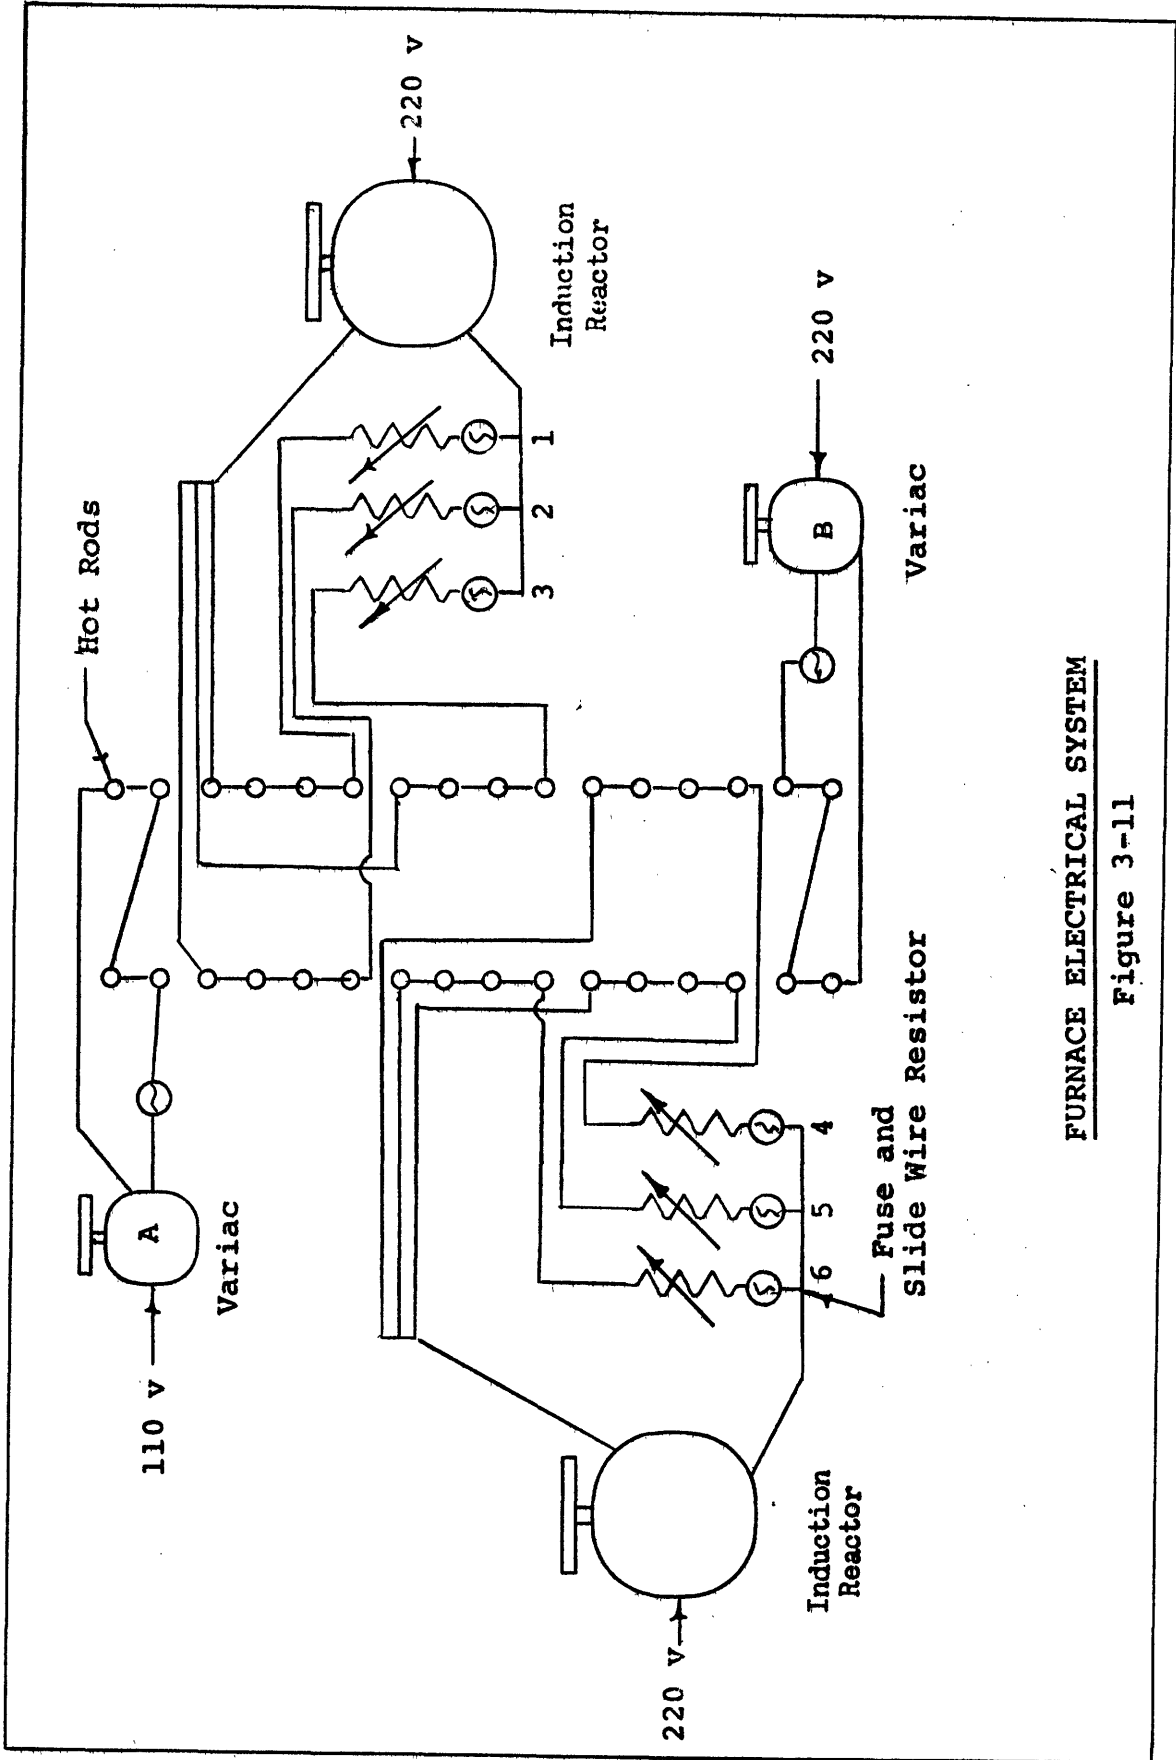 110 v
A
Variac
Hot Rods
220 v
Induction
Reactor
3
2
1
220 v
Induction
Reactor
6
5
4
Fuse and
Slide Wire Resistor
B
220 v
Variac
FURNACE ELECTRICAL SYSTEM
Figure 3-11